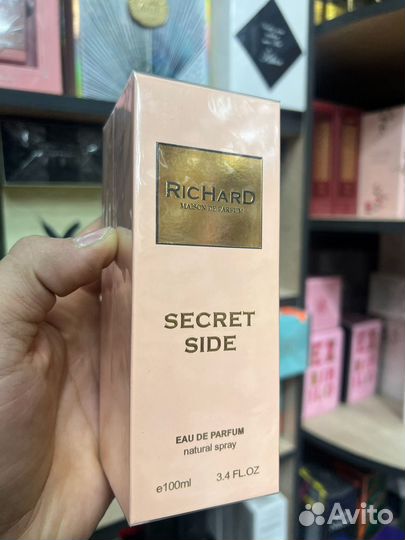 RICHARD
MAISON DE PARFUM
SECRET
SIDE
EAU DE PARFUM
natural spray
e100ml 3.4 FL.OZ
Avito